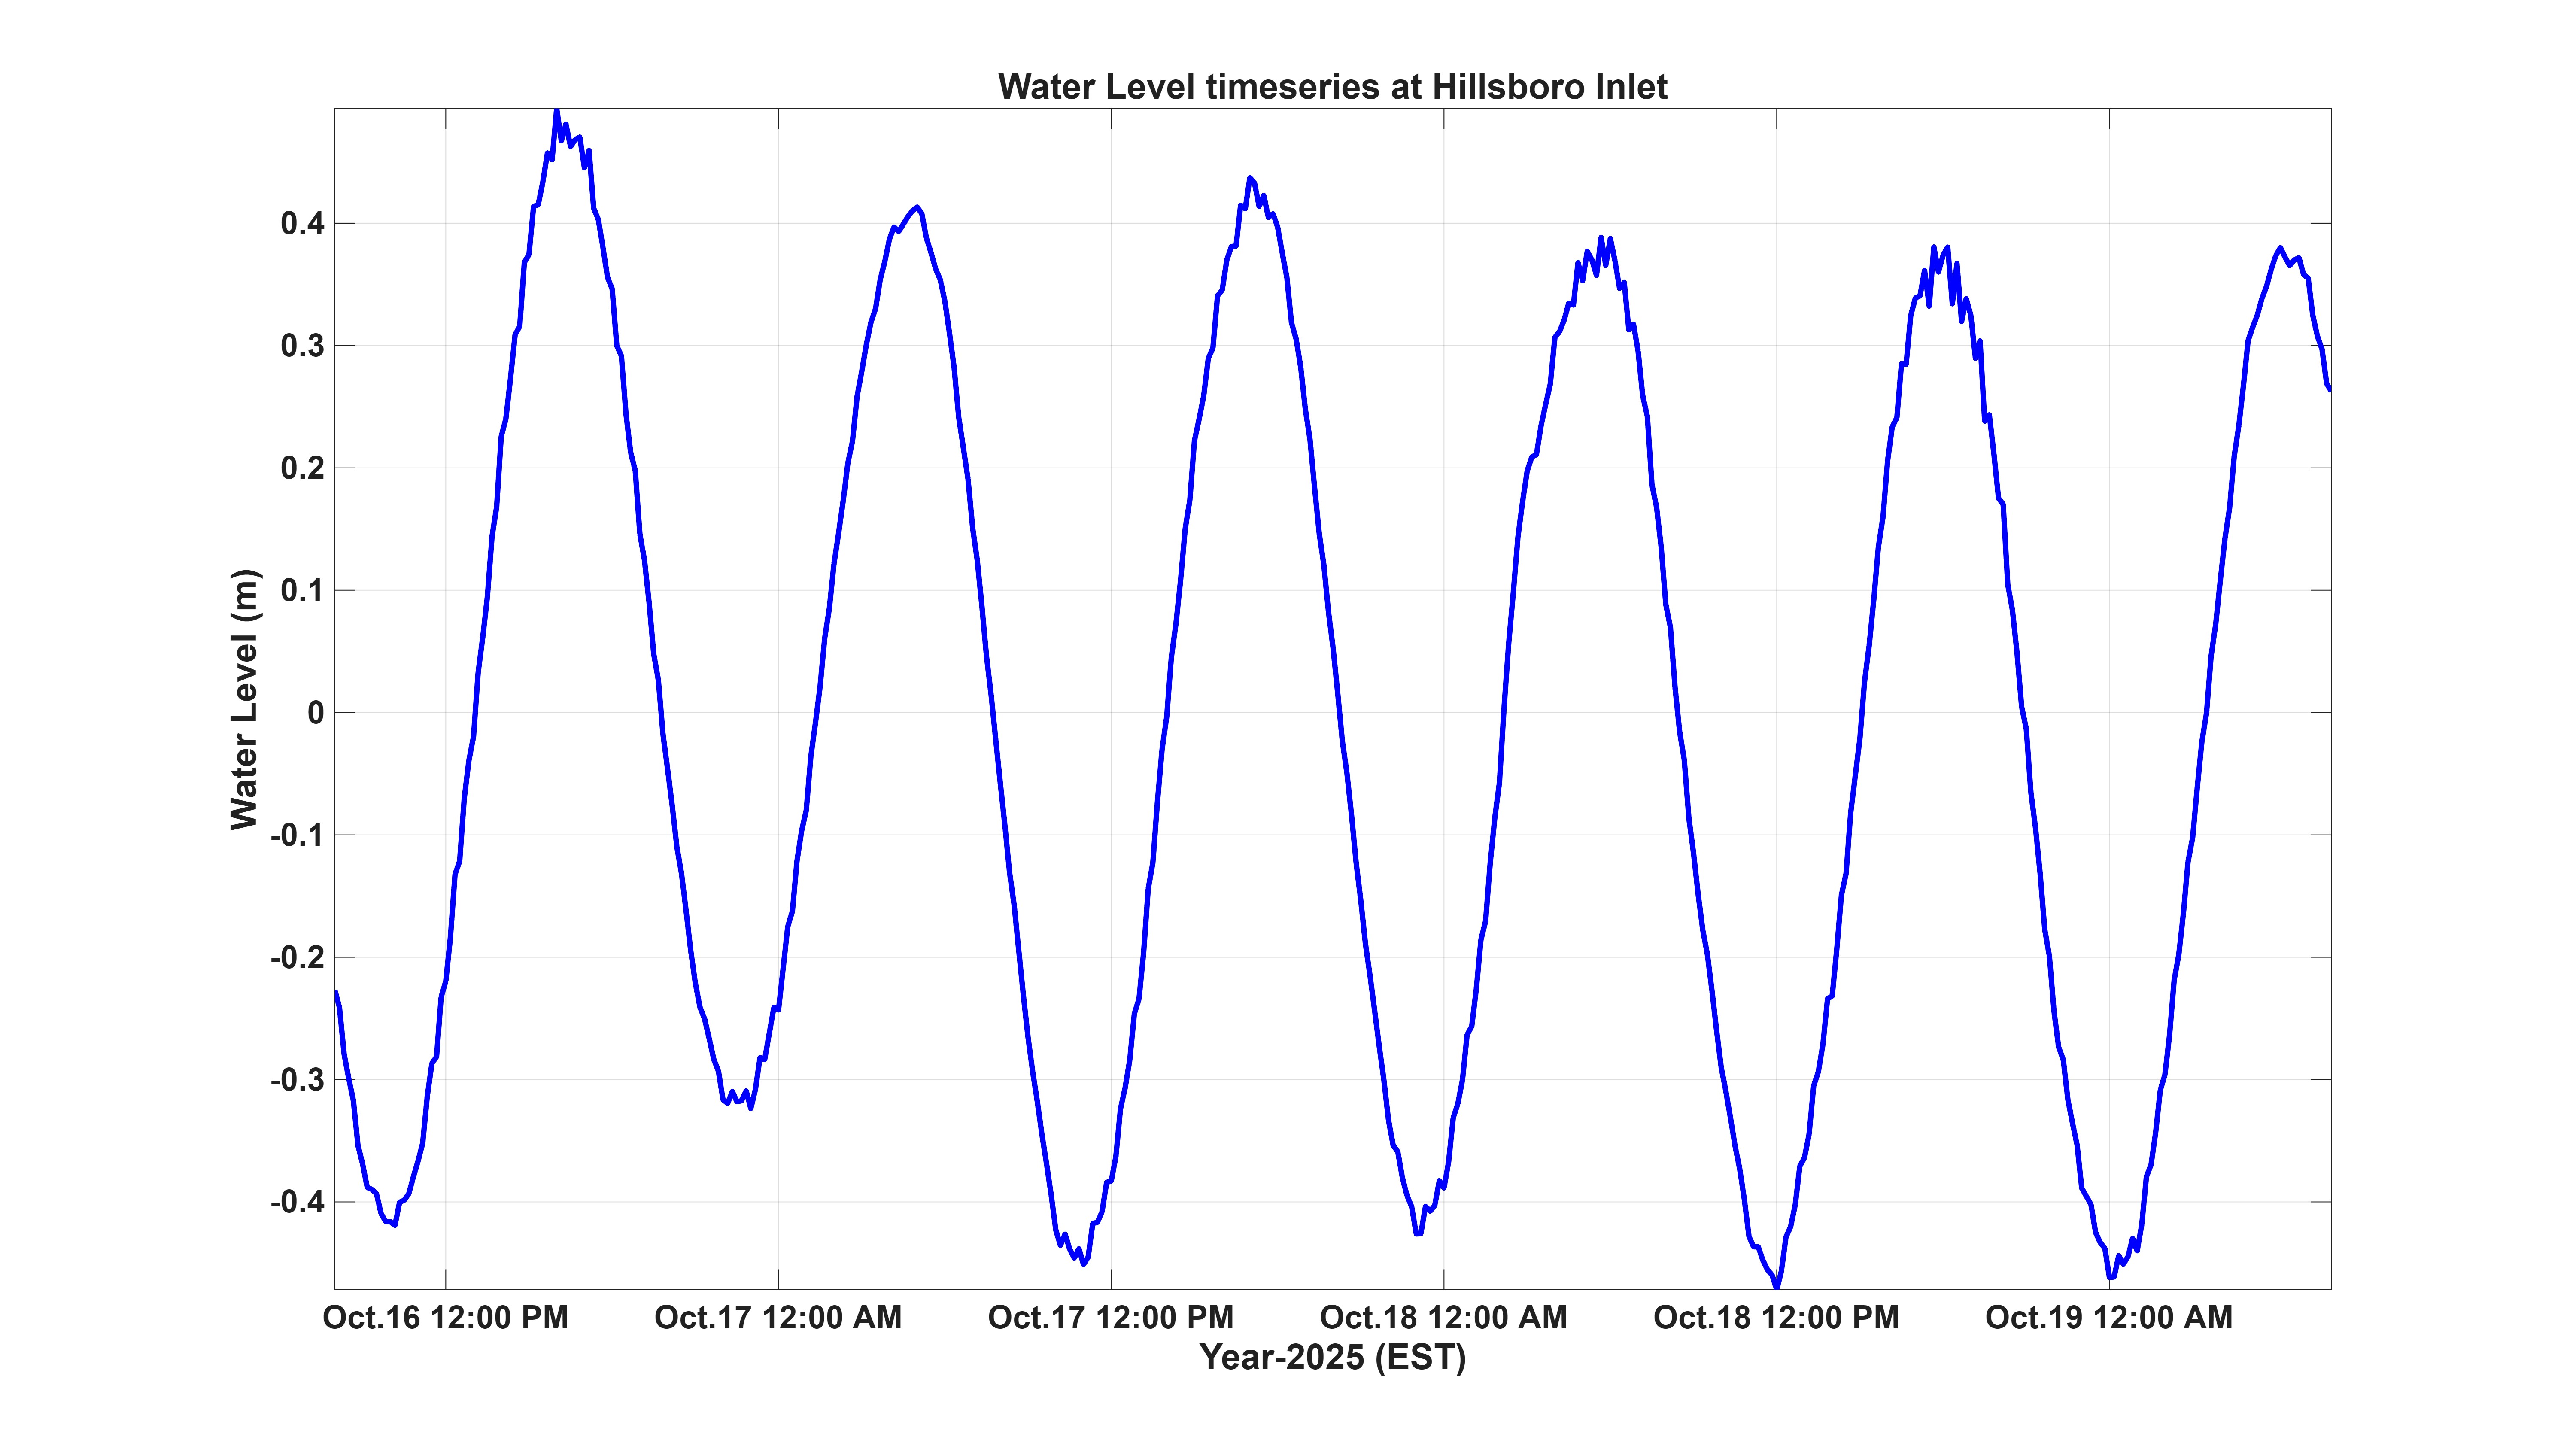 Water Level timeseries at Hillsboro Inlet
Water Level (m)
0.4
0.3
0.2
0.1
0
-0.1
-0.2
-0.3
-0.4
Oct.16 12:00 PM
Oct.17 12:00 AM
Oct.17 12:00 PM
Oct.18 12:00 AM
Oct.18 12:00 PM
Oct.19 12:00 AM
Year-2025 (EST)